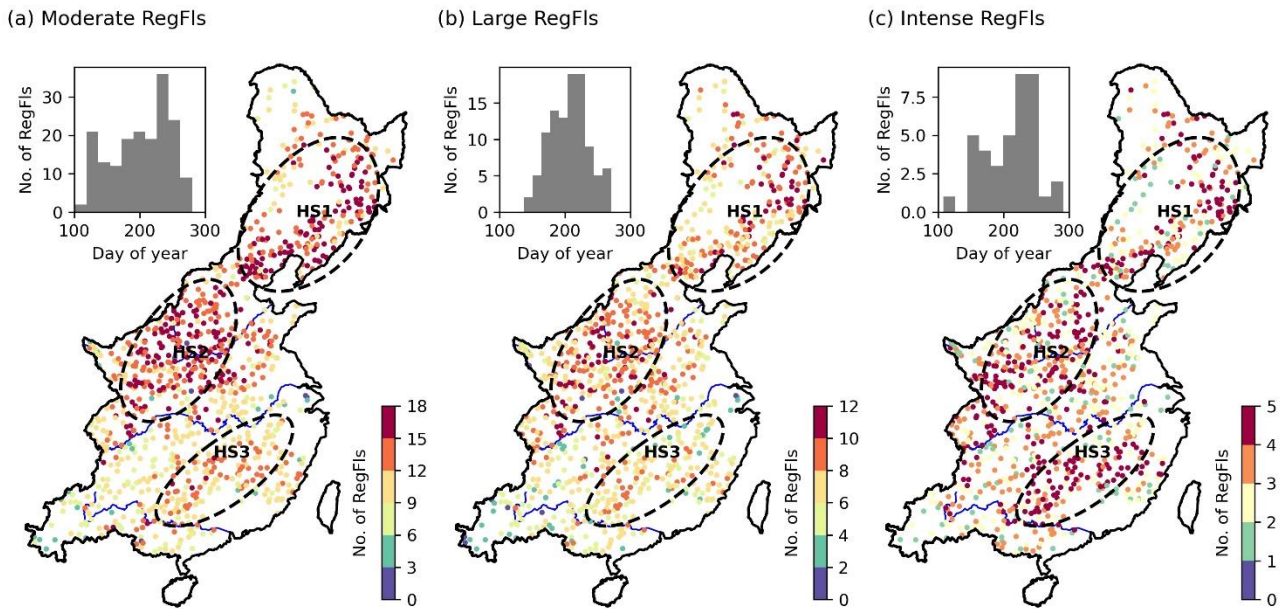 (a) Moderate RegFls
(b) Large RegFls
(c) Intense RegFls
No. of RegFls
30
20
10
0
100
200
300
Day of year
HS1
HS2
HS3
No. of RegFls
18
15
12
9
6
3
0
No. of RegFls
15
10
5
0
100
200
300
Day of year
HS1
HS2
HS3
No. of RegFls
12
10
8
6
4
2
0
No. of RegFls
7.5
5.0
2.5
0.0
100
200
300
Day of year
HS1
HS2
HS3
No. of RegFls
5
4
3
2
1
0